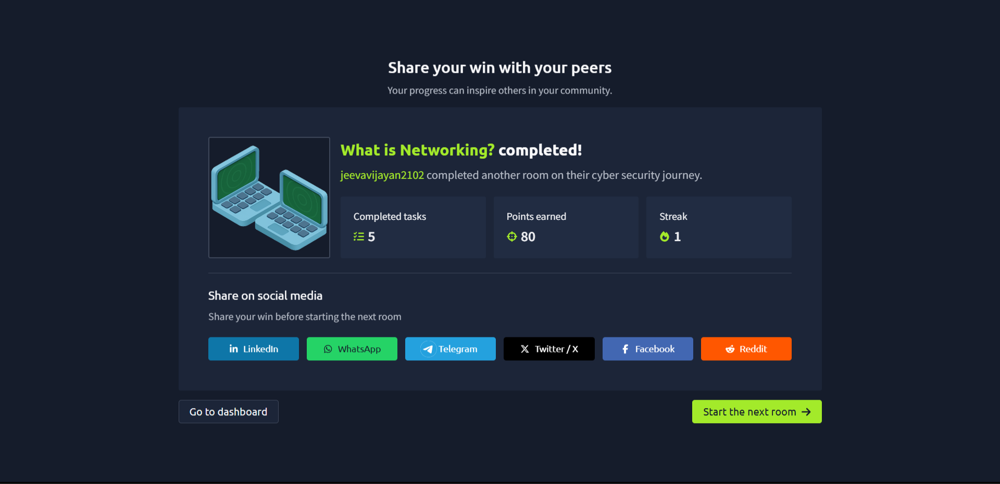 Share your win with your peers
Your progress can inspire others in your community.
What is Networking? completed!
jeevavijayan2102 completed another room on their cyber security journey.
Completed tasks
5
Points earned
80
Streak
1
Share on social media
Share your win before starting the next room
LinkedIn
WhatsApp
Telegram
Twitter / X
Facebook
Reddit
Go to dashboard
Start the next room